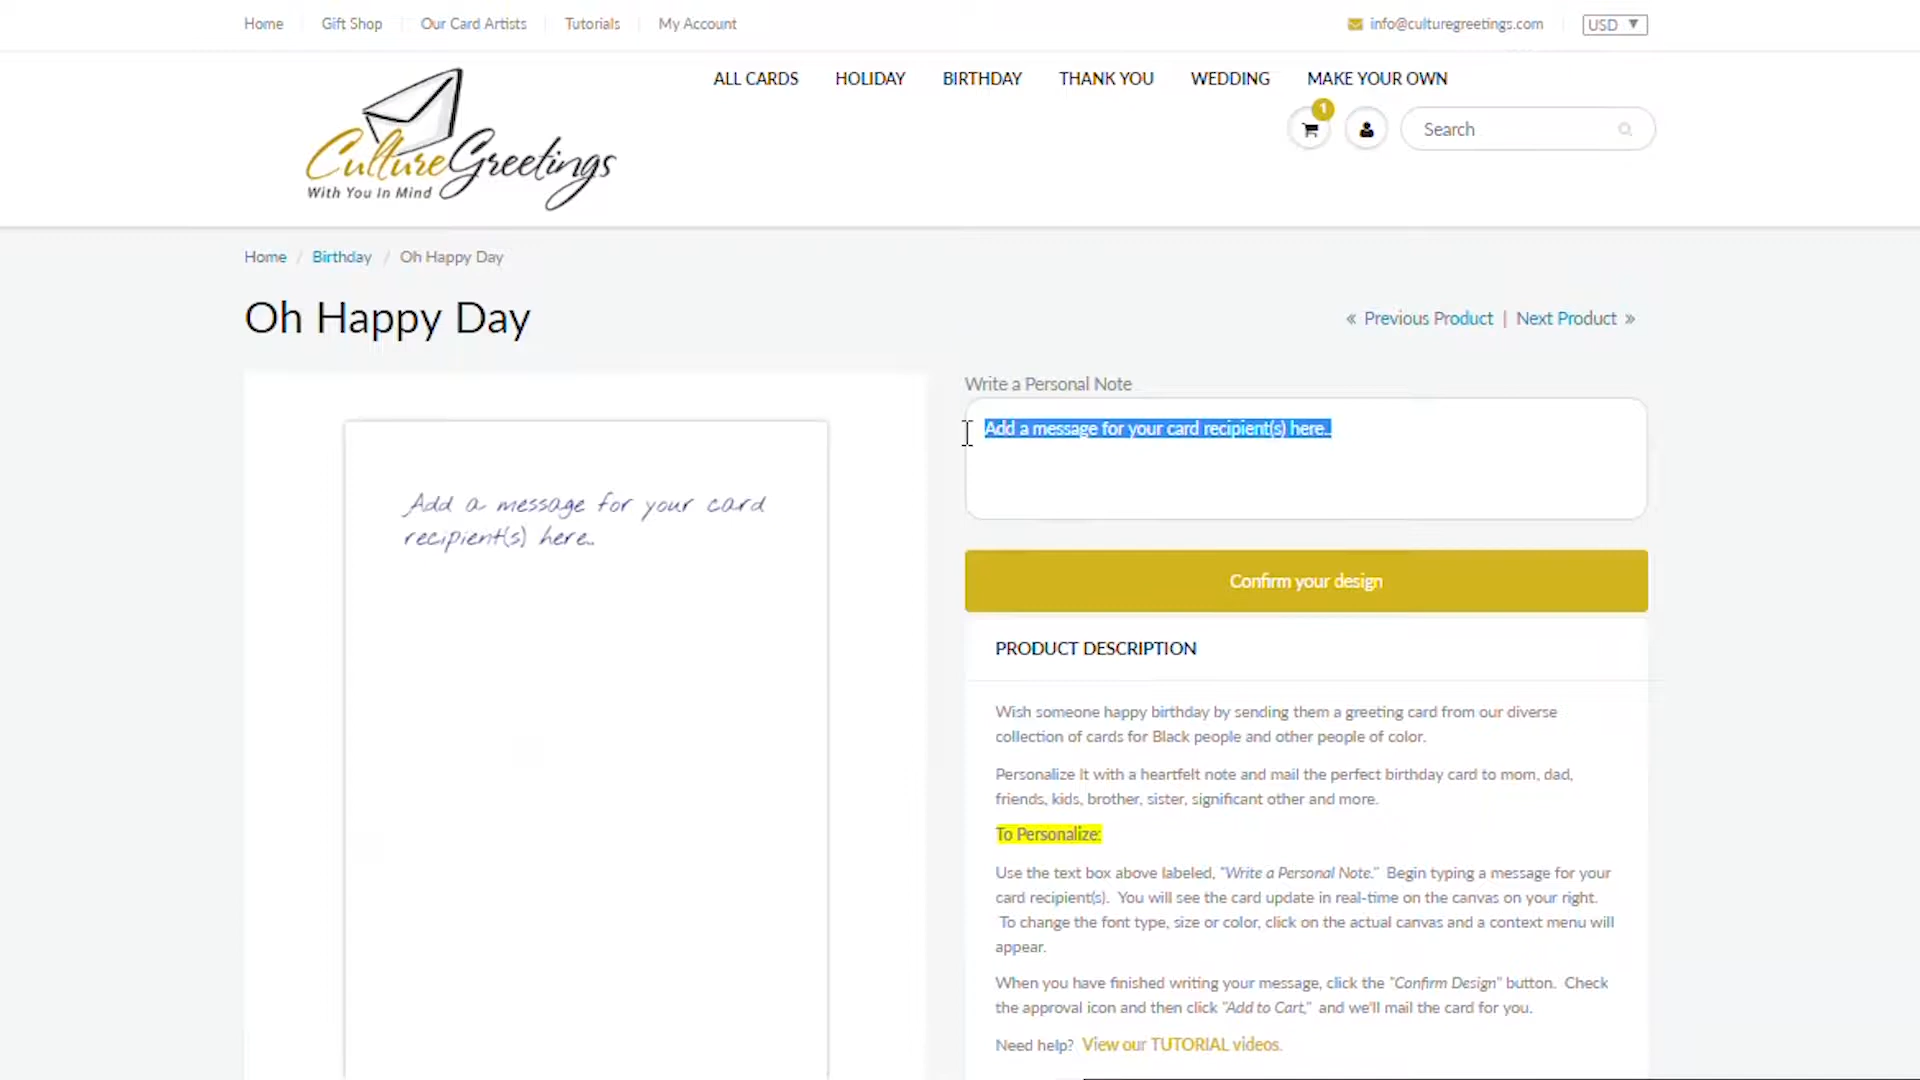 Home Gift Shop Our Card Artists Tutorials My Account info@culturegreetings.com USD
ALL CARDS HOLIDAY BIRTHDAY THANK YOU WEDDING MAKE YOUR OWN
1
Search
CultureGreetings
With You In Mind
Home / Birthday / Oh Happy Day
Oh Happy Day
« Previous Product | Next Product »
Add a message for your card
recipient(s) here..
Write a Personal Note
Add a message for your card recipient(s) here..
Confirm your design
PRODUCT DESCRIPTION
Wish someone happy birthday by sending them a greeting card from our diverse
collection of cards for Black people and other people of color.
Personalize It with a heartfelt note and mail the perfect birthday card to mom, dad,
friends, kids, brother, sister, significant other and more.
To Personalize:
Use the text box above labeled, "Write a Personal Note." Begin typing a message for your
card recipient(s). You will see the card update in real-time on the canvas on your right.
To change the font type, size or color, click on the actual canvas and a context menu will
appear.
When you have finished writing your message, click the "Confirm Design" button. Check
the approval icon and then click "Add to Cart," and we'll mail the card for you.
Need help? View our TUTORIAL videos.